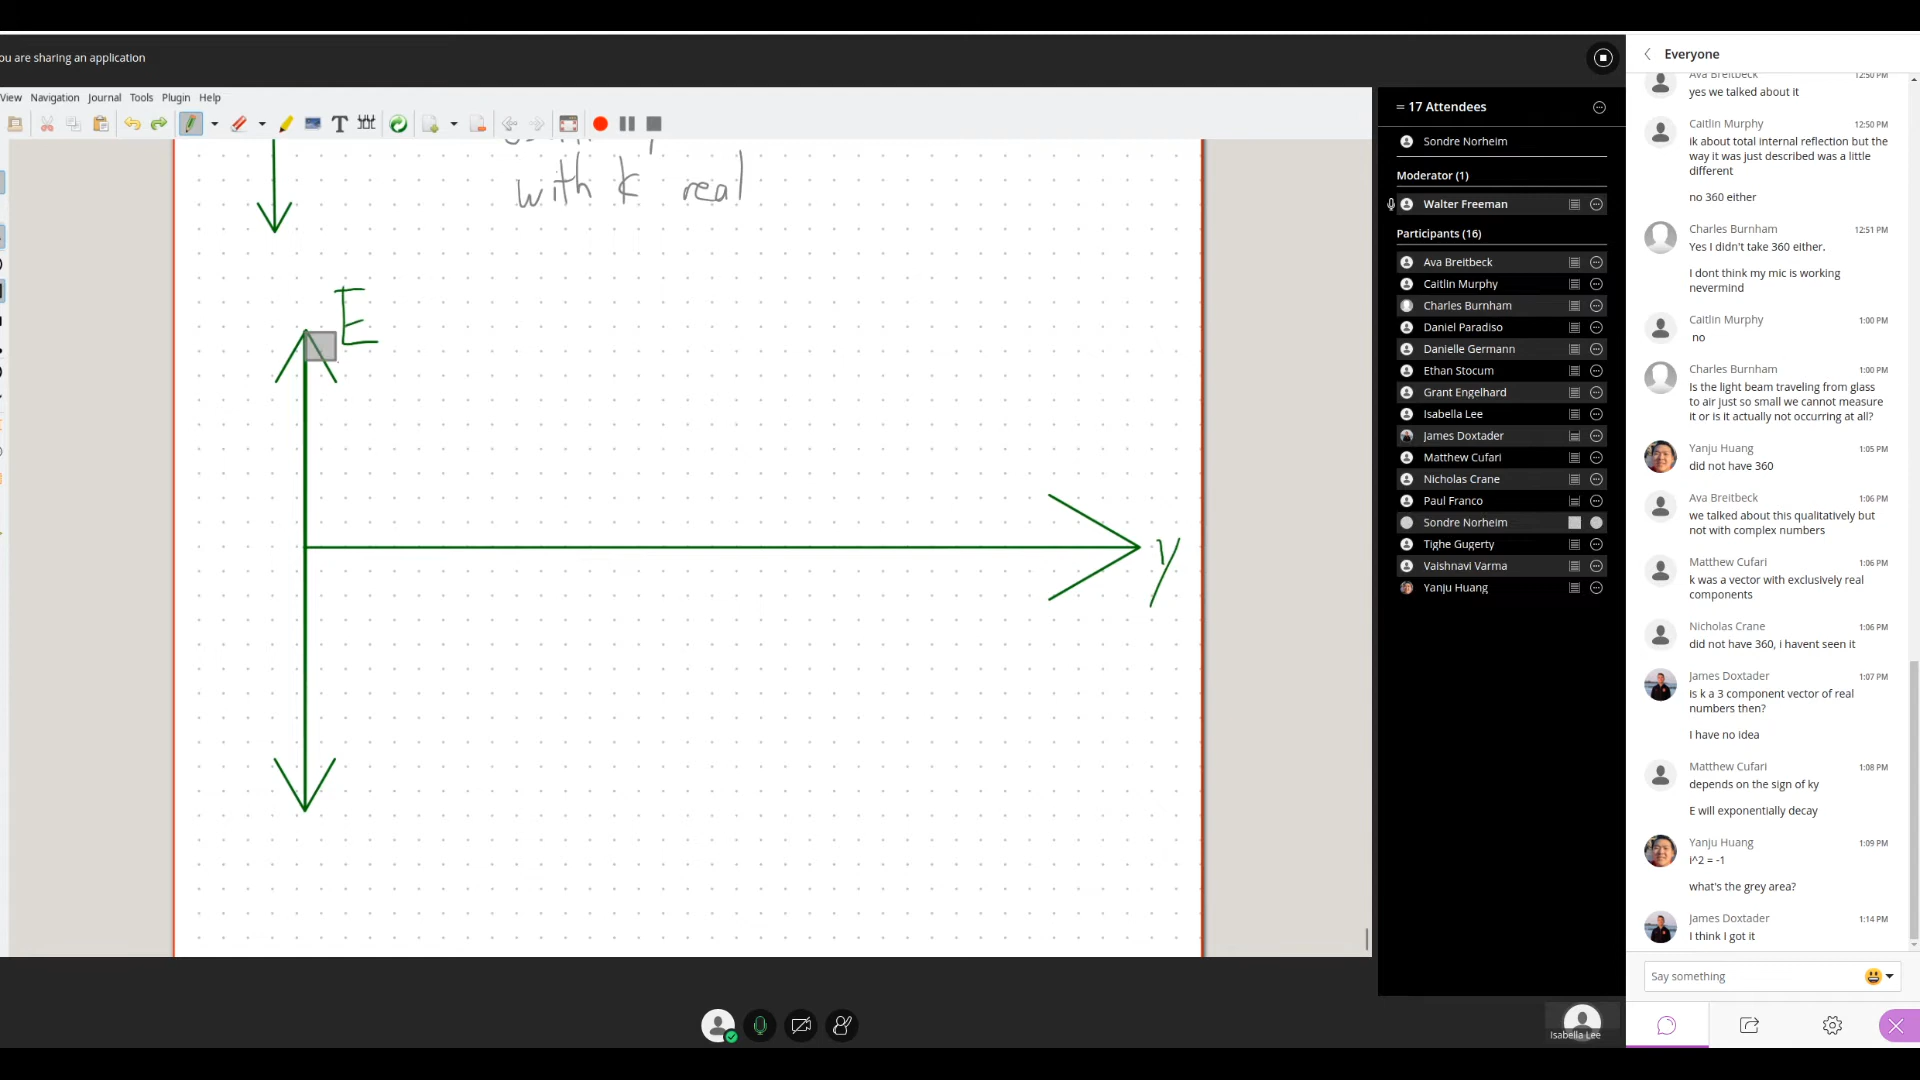 ou are sharing an application
View Navigation Journal Tools Plugin Help
with k real
E
y
17 Attendees
Sondre Norheim
Moderator (1)
Walter Freeman
Participants (16)
Ava Breitbeck
Caitlin Murphy
Charles Burnham
Daniel Paradiso
Danielle Germann
Ethan Stocum
Grant Engelhard
Isabella Lee
James Doxtader
Matthew Cufari
Nicholas Crane
Paul Franco
Sondre Norheim
Tighe Gugerty
Vaishnavi Varma
Yanju Huang
Isabella Lee
Everyone
Ava Breitbeck 12:50 PM
yes we talked about it
Caitlin Murphy 12:50 PM
ik about total internal reflection but the
way it was just described was a little
different
no 360 either
Charles Burnham 12:51 PM
Yes I didn't take 360 either.
I dont think my mic is working
nevermind
Caitlin Murphy 1:00 PM
no
Charles Burnham 1:00 PM
Is the light beam traveling from glass
to air just so small we cannot measure
it or is it actually not occurring at all?
Yanju Huang 1:05 PM
did not have 360
Ava Breitbeck 1:06 PM
we talked about this qualitatively but
not with complex numbers
Matthew Cufari 1:06 PM
k was a vector with exclusively real
components
Nicholas Crane 1:06 PM
did not have 360, i havent seen it
James Doxtader 1:07 PM
is k a 3 component vector of real
numbers then?
I have no idea
Matthew Cufari 1:08 PM
depends on the sign of ky
E will exponentially decay
Yanju Huang 1:09 PM
i^2 = -1
what's the grey area?
James Doxtader 1:14 PM
I think I got it
Say something